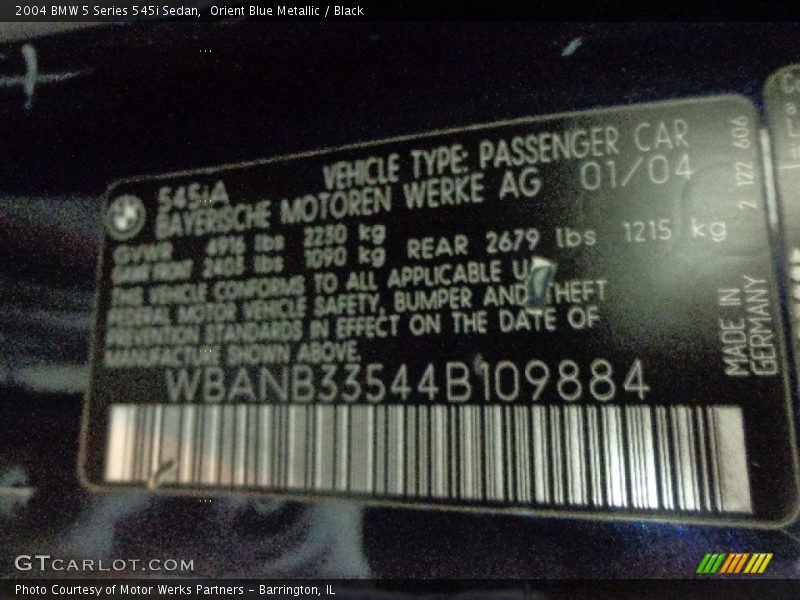 2004 BMW 5 Series 545i Sedan,  Orient Blue Metallic / Black
545iA VEHICLE TYPE: PASSENGER CAR
BAYERISCHE MOTOREN WERKE AG 01/04
GVWR 4916 lbs 2230 kg
GAWR FRONT 2403 lbs 1090 kg REAR 2679 lbs 1215 kg
THE VEHICLE CONFORMS TO ALL APPLICABLE
FEDERAL MOTOR VEHICLE SAFETY, BUMPER AND THEFT
PREVENTION STANDARDS IN EFFECT ON THE DATE OF
MANUFACTURE SHOWN ABOVE.
WBANB33544B109884
2 122 606
MADE IN
GERMANY
GTCARLOT.COM
Photo Courtesy of Motor Werks Partners - Barrington, IL